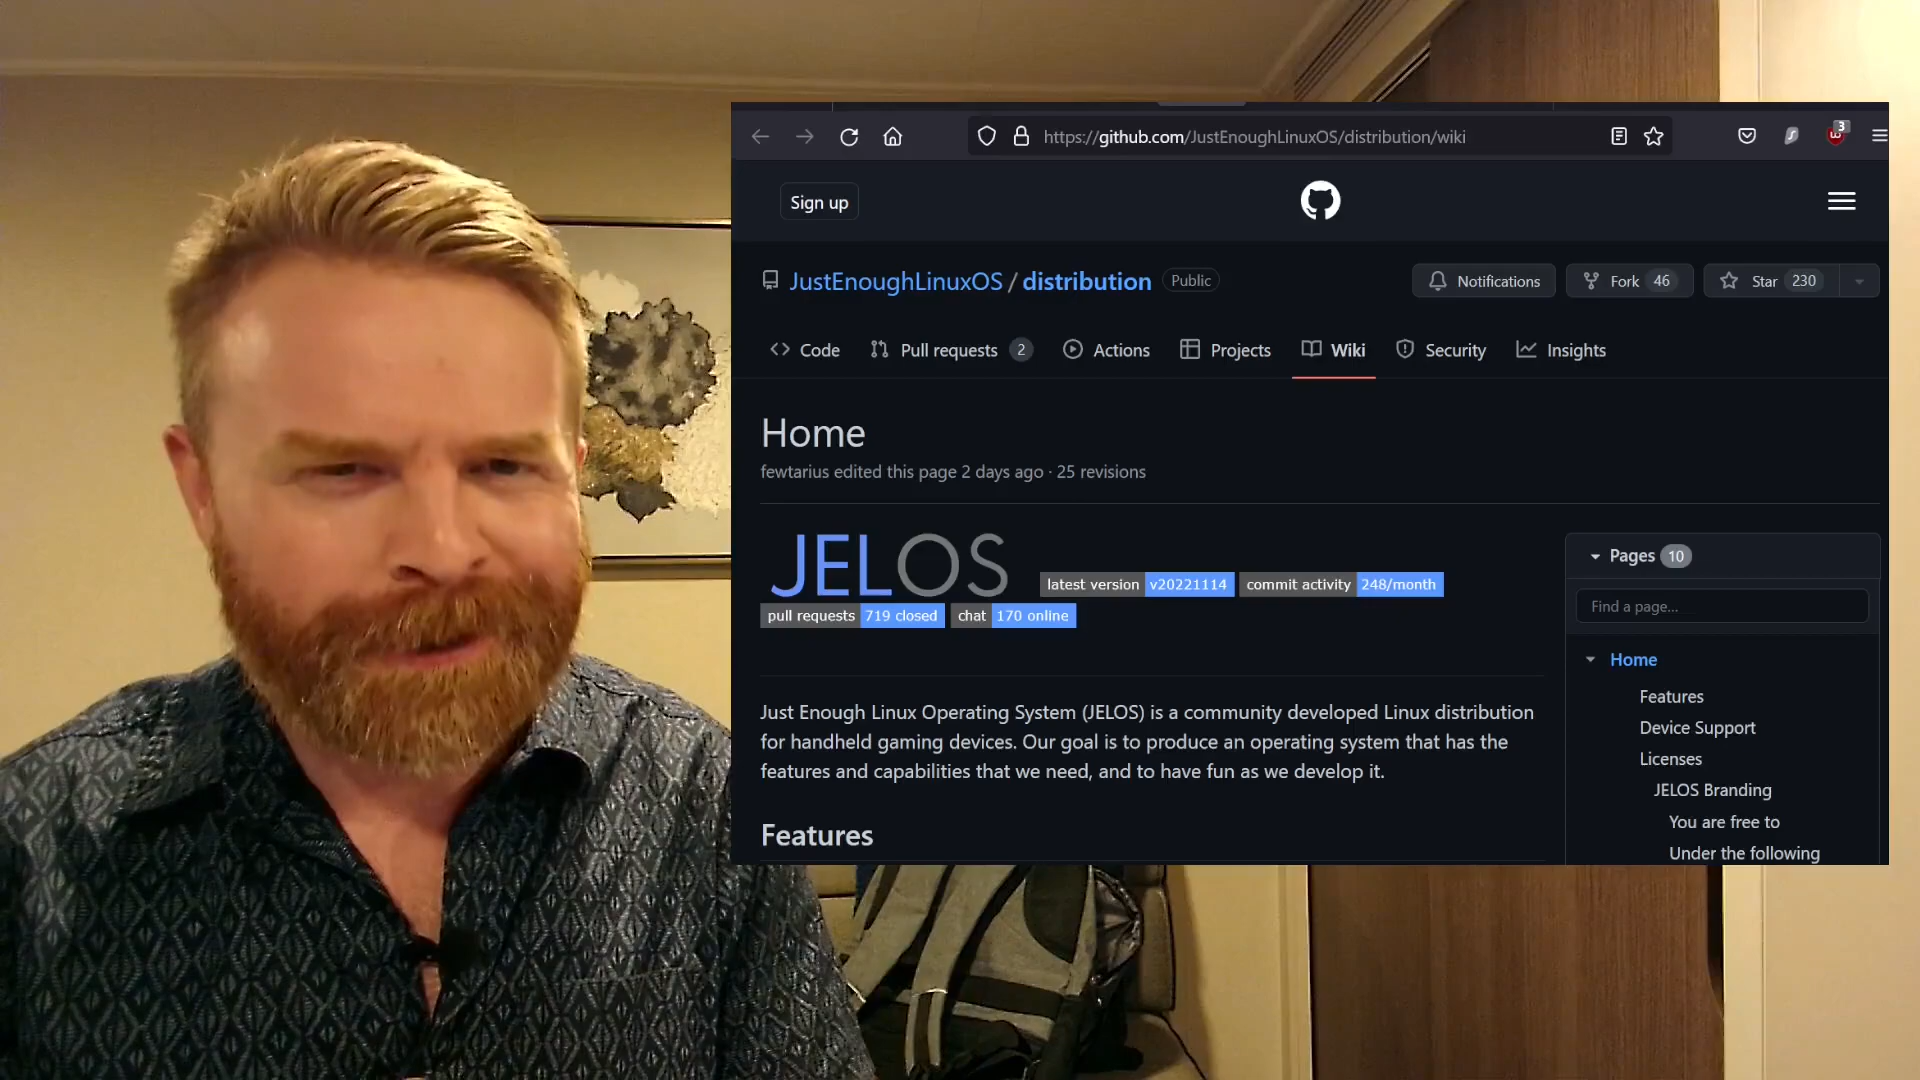 3
https://github.com/JustEnoughLinuxOS/distribution/wiki
Sign up
JustEnoughLinuxOS / distribution Public
Notifications Fork 46 Star 230
Code Pull requests 2 Actions Projects Wiki Security Insights
Home
fewtarius edited this page 2 days ago · 25 revisions
JELOS latest version v20221114 commit activity 248/month
pull requests 719 closed chat 170 online
Just Enough Linux Operating System (JELOS) is a community developed Linux distribution
for handheld gaming devices. Our goal is to produce an operating system that has the
features and capabilities that we need, and to have fun as we develop it.
Features
Pages 10
Find a page...
Home
Features
Device Support
Licenses
JELOS Branding
You are free to
Under the following